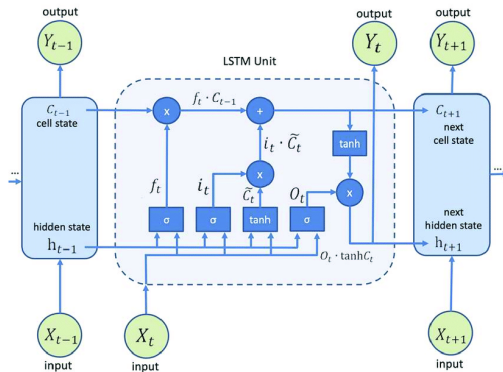 output
output
output
Y_{t-1}
Y_t
Y_{t+1}
LSTM Unit
C_{t-1}
cell state
x
f_t · C_{t-1}
+
C_{t+1}
next
cell state
tanh
i_t · C̃_t
f_t
i_t
x
C̃_t
O_t
x
...
...
hidden state
h_{t-1}
σ
σ
tanh
σ
next
hidden state
h_{t+1}
O_t · tanhC_t
X_{t-1}
X_t
X_{t+1}
input
input
input